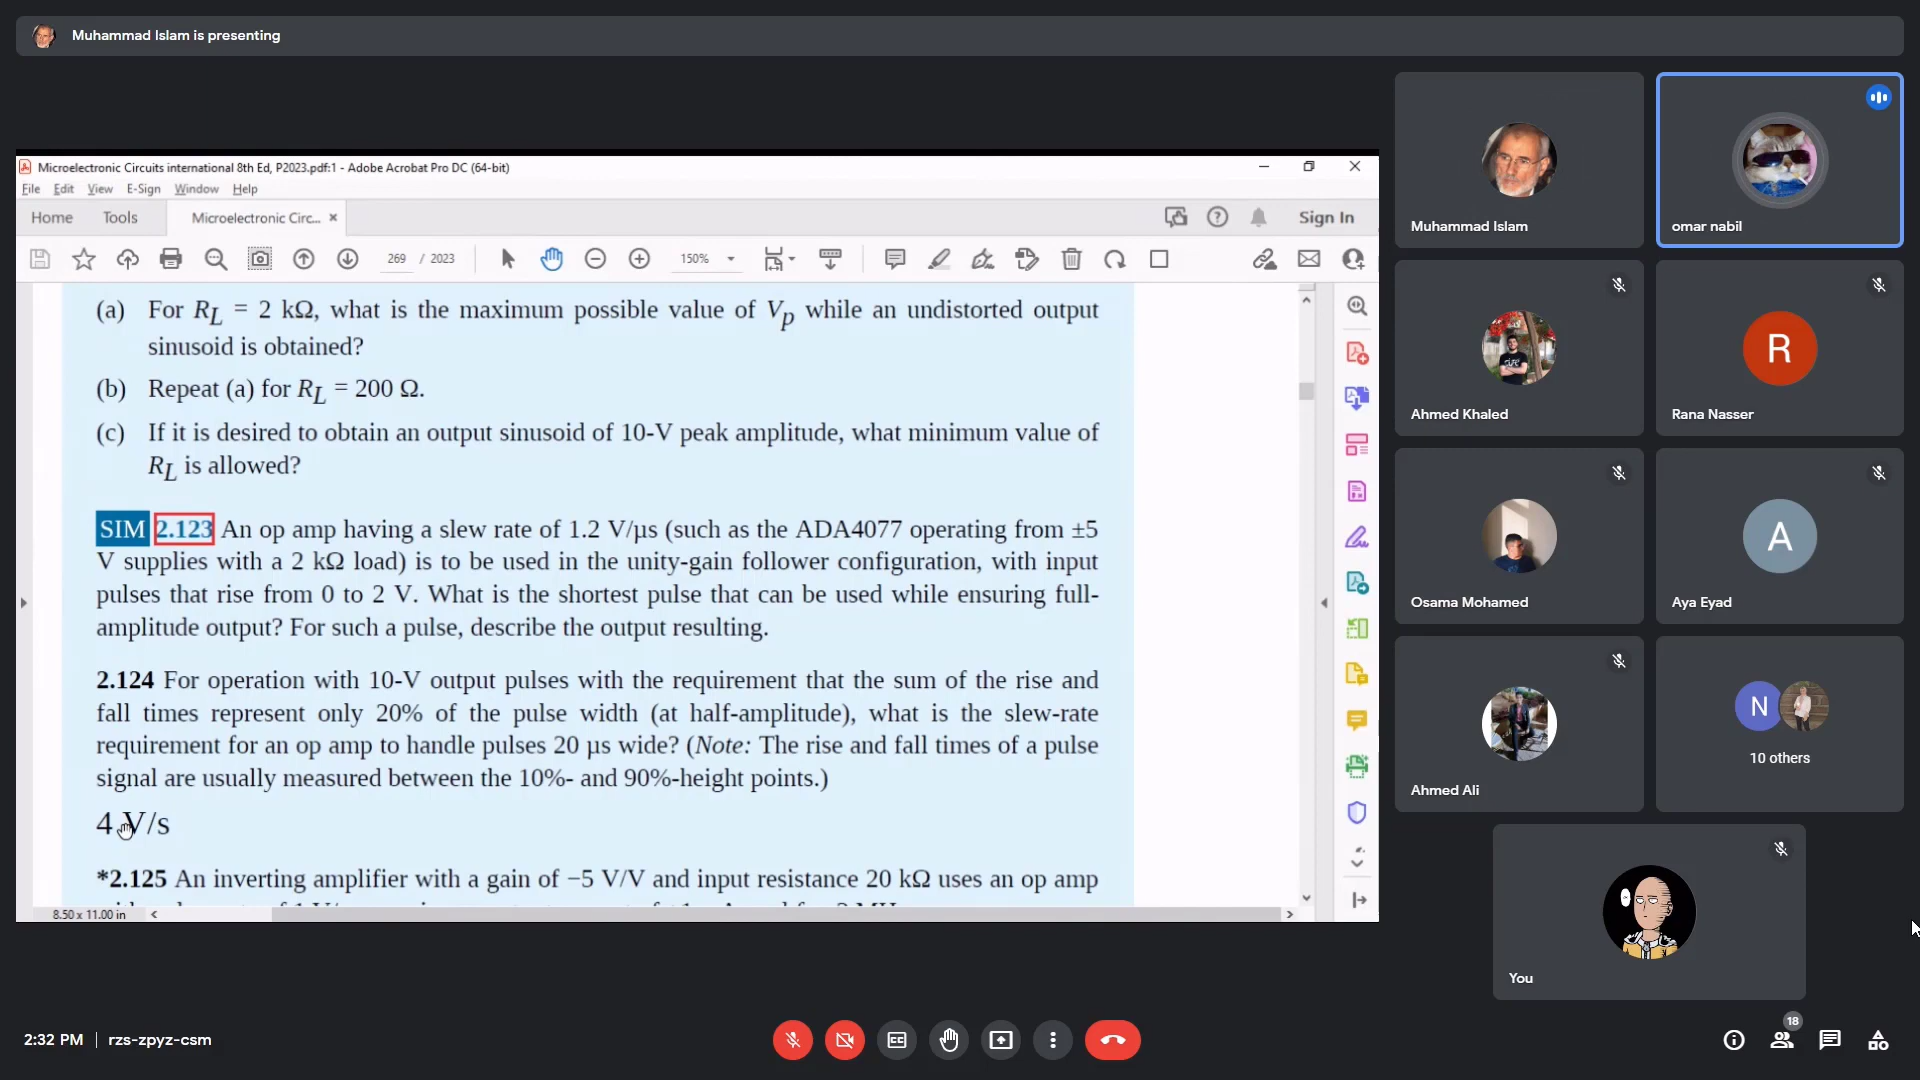 Muhammad Islam is presenting
Microelectronic Circuits international 8th Ed, P2023.pdf:1 - Adobe Acrobat Pro DC (64-bit)
File Edit View E-Sign Window Help
Home Tools Microelectronic Circ... × Sign In
269 / 2023 150%
(a) For RL = 2 kΩ, what is the maximum possible value of Vp while an undistorted output
sinusoid is obtained?
(b) Repeat (a) for RL = 200 Ω.
(c) If it is desired to obtain an output sinusoid of 10-V peak amplitude, what minimum value of
RL is allowed?
SIM 2.123 An op amp having a slew rate of 1.2 V/µs (such as the ADA4077 operating from ±5
V supplies with a 2 kΩ load) is to be used in the unity-gain follower configuration, with input
pulses that rise from 0 to 2 V. What is the shortest pulse that can be used while ensuring full-
amplitude output? For such a pulse, describe the output resulting.
2.124 For operation with 10-V output pulses with the requirement that the sum of the rise and
fall times represent only 20% of the pulse width (at half-amplitude), what is the slew-rate
requirement for an op amp to handle pulses 20 µs wide? (Note: The rise and fall times of a pulse
signal are usually measured between the 10%- and 90%-height points.)
4 V/s
*2.125 An inverting amplifier with a gain of −5 V/V and input resistance 20 kΩ uses an op amp
8.50 x 11.00 in
Muhammad Islam
omar nabil
Ahmed Khaled
R
Rana Nasser
Osama Mohamed
A
Aya Eyad
Ahmed Ali
N
10 others
You
2:32 PM | rzs-zpyz-csm
18